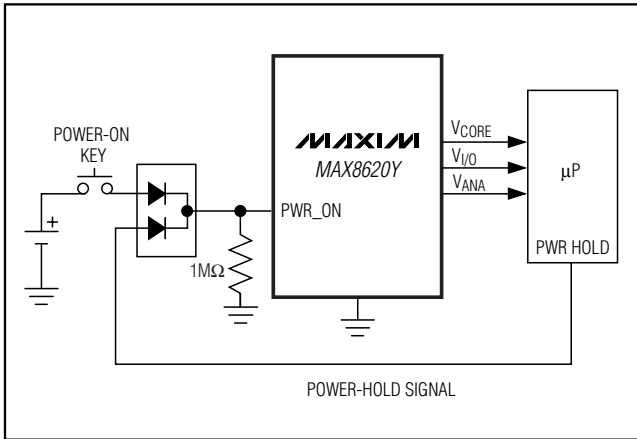 POWER-ON
KEY
+
1MΩ
MAXIM
MAX8620Y
PWR_ON
VCORE
VI/O
VANA
μP
PWR HOLD
POWER-HOLD SIGNAL